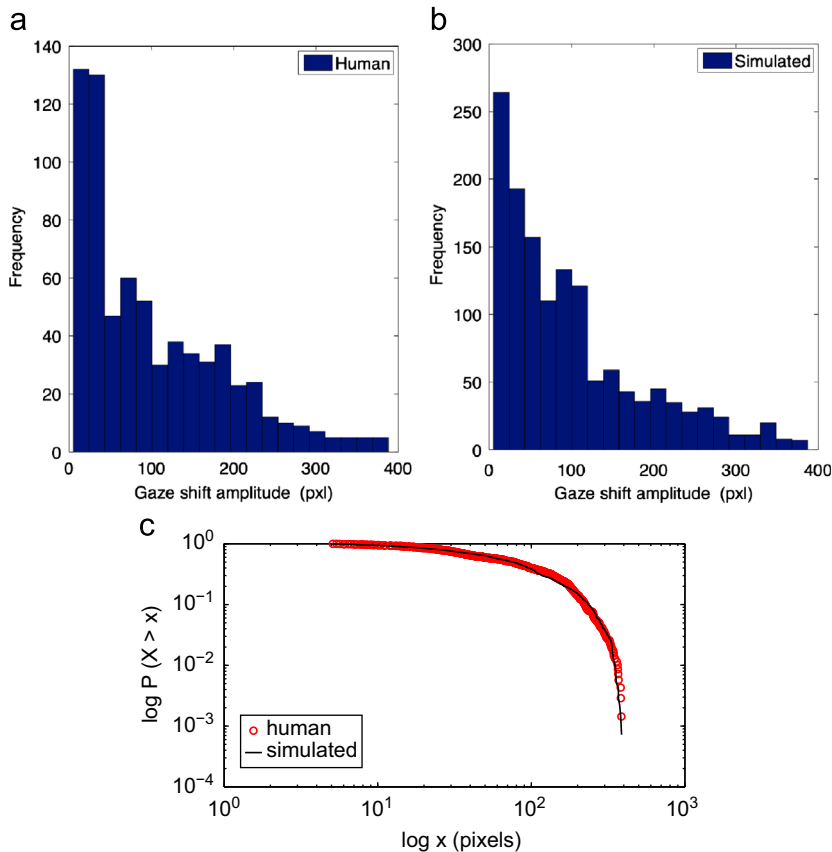 a
140
120
100
80
60
40
20
0
Frequency
0 100 200 300 400
Gaze shift amplitude (pxl)
Human
b
300
250
200
150
100
50
0
Frequency
0 100 200 300 400
Gaze shift amplitude (pxl)
Simulated
c
10^0
10^-1
10^-2
10^-3
10^-4
log P (X > x)
human
simulated
10^0 10^1 10^2 10^3
log x (pixels)